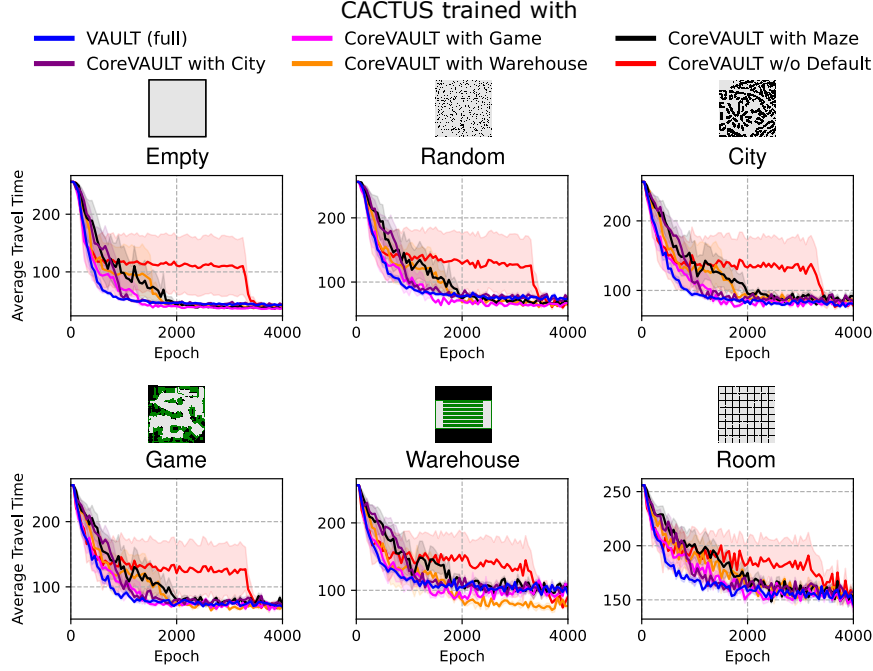 CACTUS trained with
VAULT (full) CoreVAULT with Game CoreVAULT with Maze
CoreVAULT with City CoreVAULT with Warehouse CoreVAULT w/o Default
Empty Random City
Average Travel Time
200
100
0 2000 4000
Epoch
200
100
0 2000 4000
Epoch
200
100
0 2000 4000
Epoch
Game Warehouse Room
Average Travel Time
200
100
0 2000 4000
Epoch
200
100
0 2000 4000
Epoch
250
200
150
0 2000 4000
Epoch